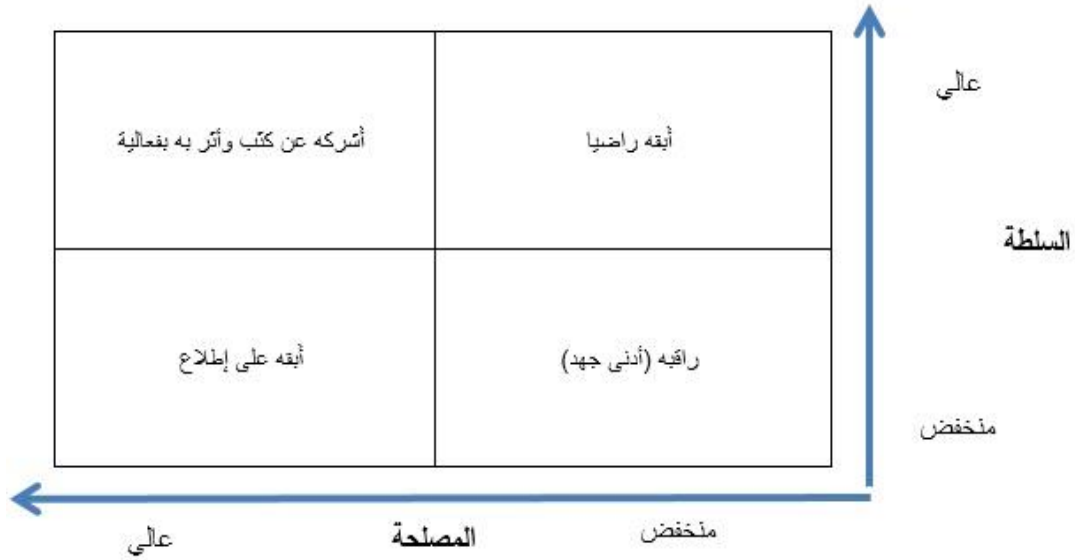 عالي
أبقه راضيا
أشركه عن كثب وأثر به بفعالية
السلطة
راقبه (أدنى جهد)
أبقه على إطلاع
منخفض
منخفض
المصلحة
عالي